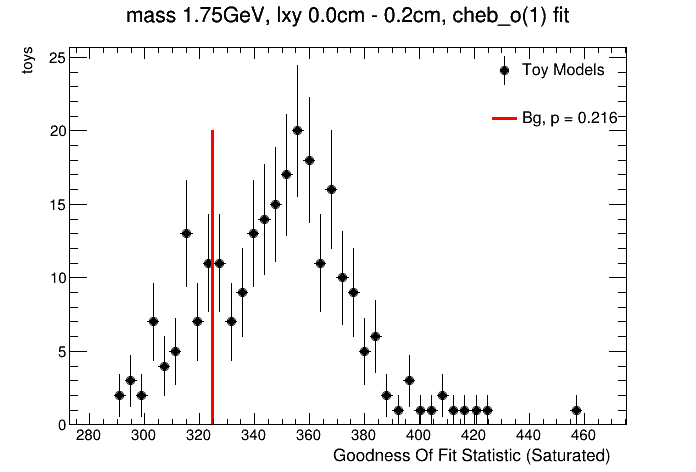 mass 1.75GeV, lxy 0.0cm - 0.2cm, cheb_o(1) fit
toys
25
20
15
10
5
0
Toy Models
Bg, p = 0.216
280 300 320 340 360 380 400 420 440 460
Goodness Of Fit Statistic (Saturated)